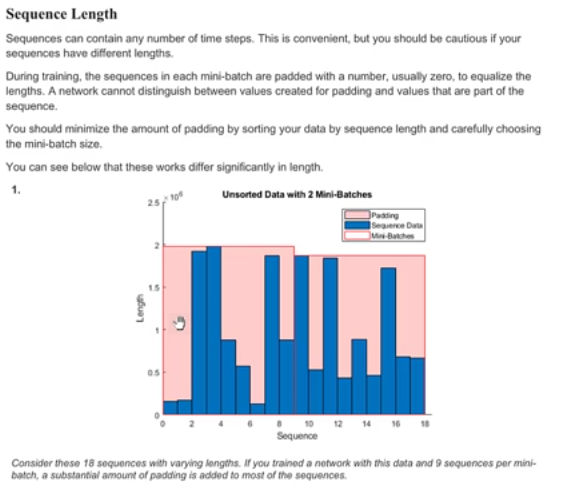 Sequence Length
Sequences can contain any number of time steps. This is convenient, but you should be cautious if your
sequences have different lengths.
During training, the sequences in each mini-batch are padded with a number, usually zero, to equalize the
lengths. A network cannot distinguish between values created for padding and values that are part of the
sequence.
You should minimize the amount of padding by sorting your data by sequence length and carefully choosing
the mini-batch size.
You can see below that these works differ significantly in length.
1.
Unsorted Data with 2 Mini-Batches
× 10⁶
2.5
2
1.5
1
0.5
0
Length
Padding
Sequence Data
Mini-Batches
0 2 4 6 8 10 12 14 16 18
Sequence
Consider these 18 sequences with varying lengths. If you trained a network with this data and 9 sequences per mini-
batch, a substantial amount of padding is added to most of the sequences.